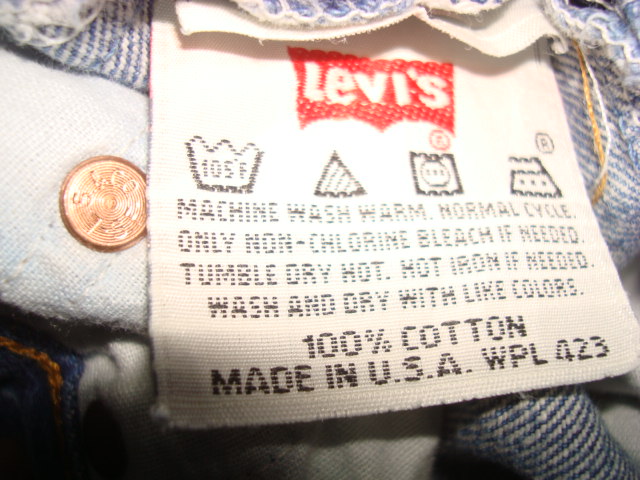 Levi's
®
105°F
®
MACHINE WASH WARM. NORMAL CYCLE.
ONLY NON-CHLORINE BLEACH IF NEEDED.
TUMBLE DRY HOT. HOT IRON IF NEEDED.
WASH AND DRY WITH LIKE COLORS.
100% COTTON
MADE IN U.S.A. WPL 423